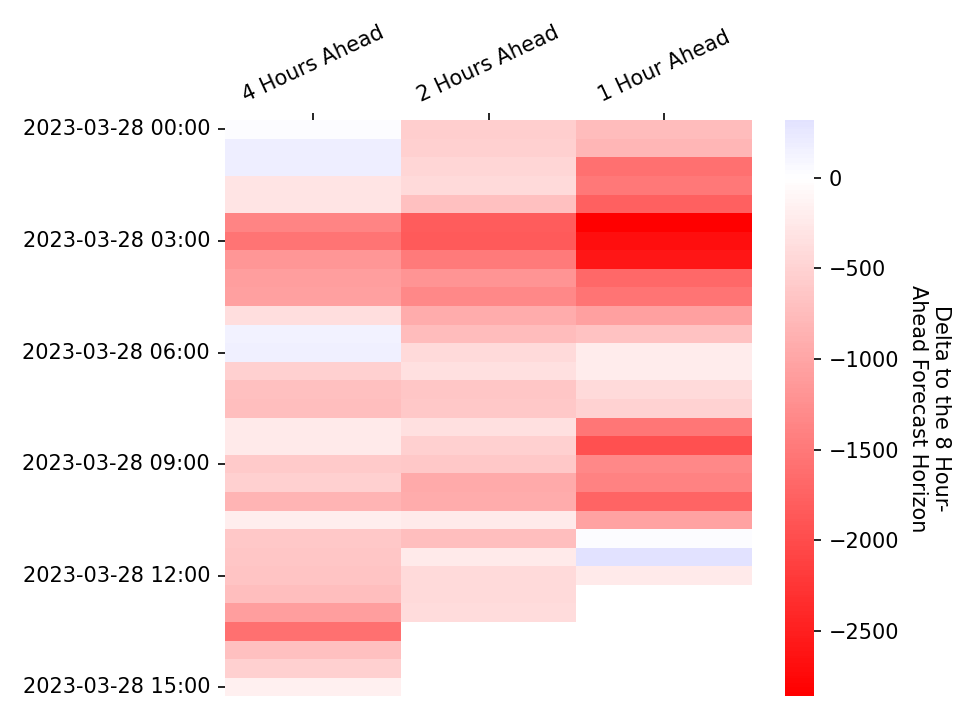 4 Hours Ahead
2 Hours Ahead
1 Hour Ahead
2023-03-28 00:00
2023-03-28 03:00
2023-03-28 06:00
2023-03-28 09:00
2023-03-28 12:00
2023-03-28 15:00
0
−500
−1000
−1500
−2000
−2500
Delta to the 8 Hour-
Ahead Forecast Horizon